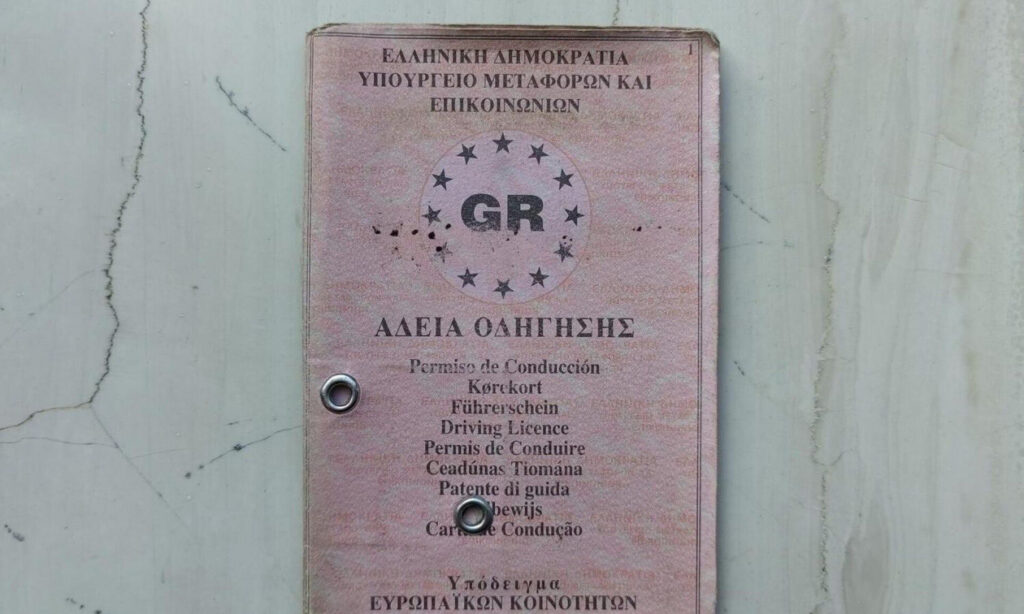 1
ΕΛΛΗΝΙΚΗ ΔΗΜΟΚΡΑΤΙΑ
ΥΠΟΥΡΓΕΙΟ ΜΕΤΑΦΟΡΩΝ ΚΑΙ
ΕΠΙΚΟΙΝΩΝΙΩΝ
GR
ΑΔΕΙΑ ΟΔΗΓΗΣΗΣ
Permiso de Conducción
Kørekort
Führerschein
Driving Licence
Permis de Conduire
Ceadúnas Tiomána
Patente di guida
de Condução
Υπόδειγμα
ΕΥΡΩΠΑΪΚΩΝ ΚΟΙΝΟΤΗΤΩΝ